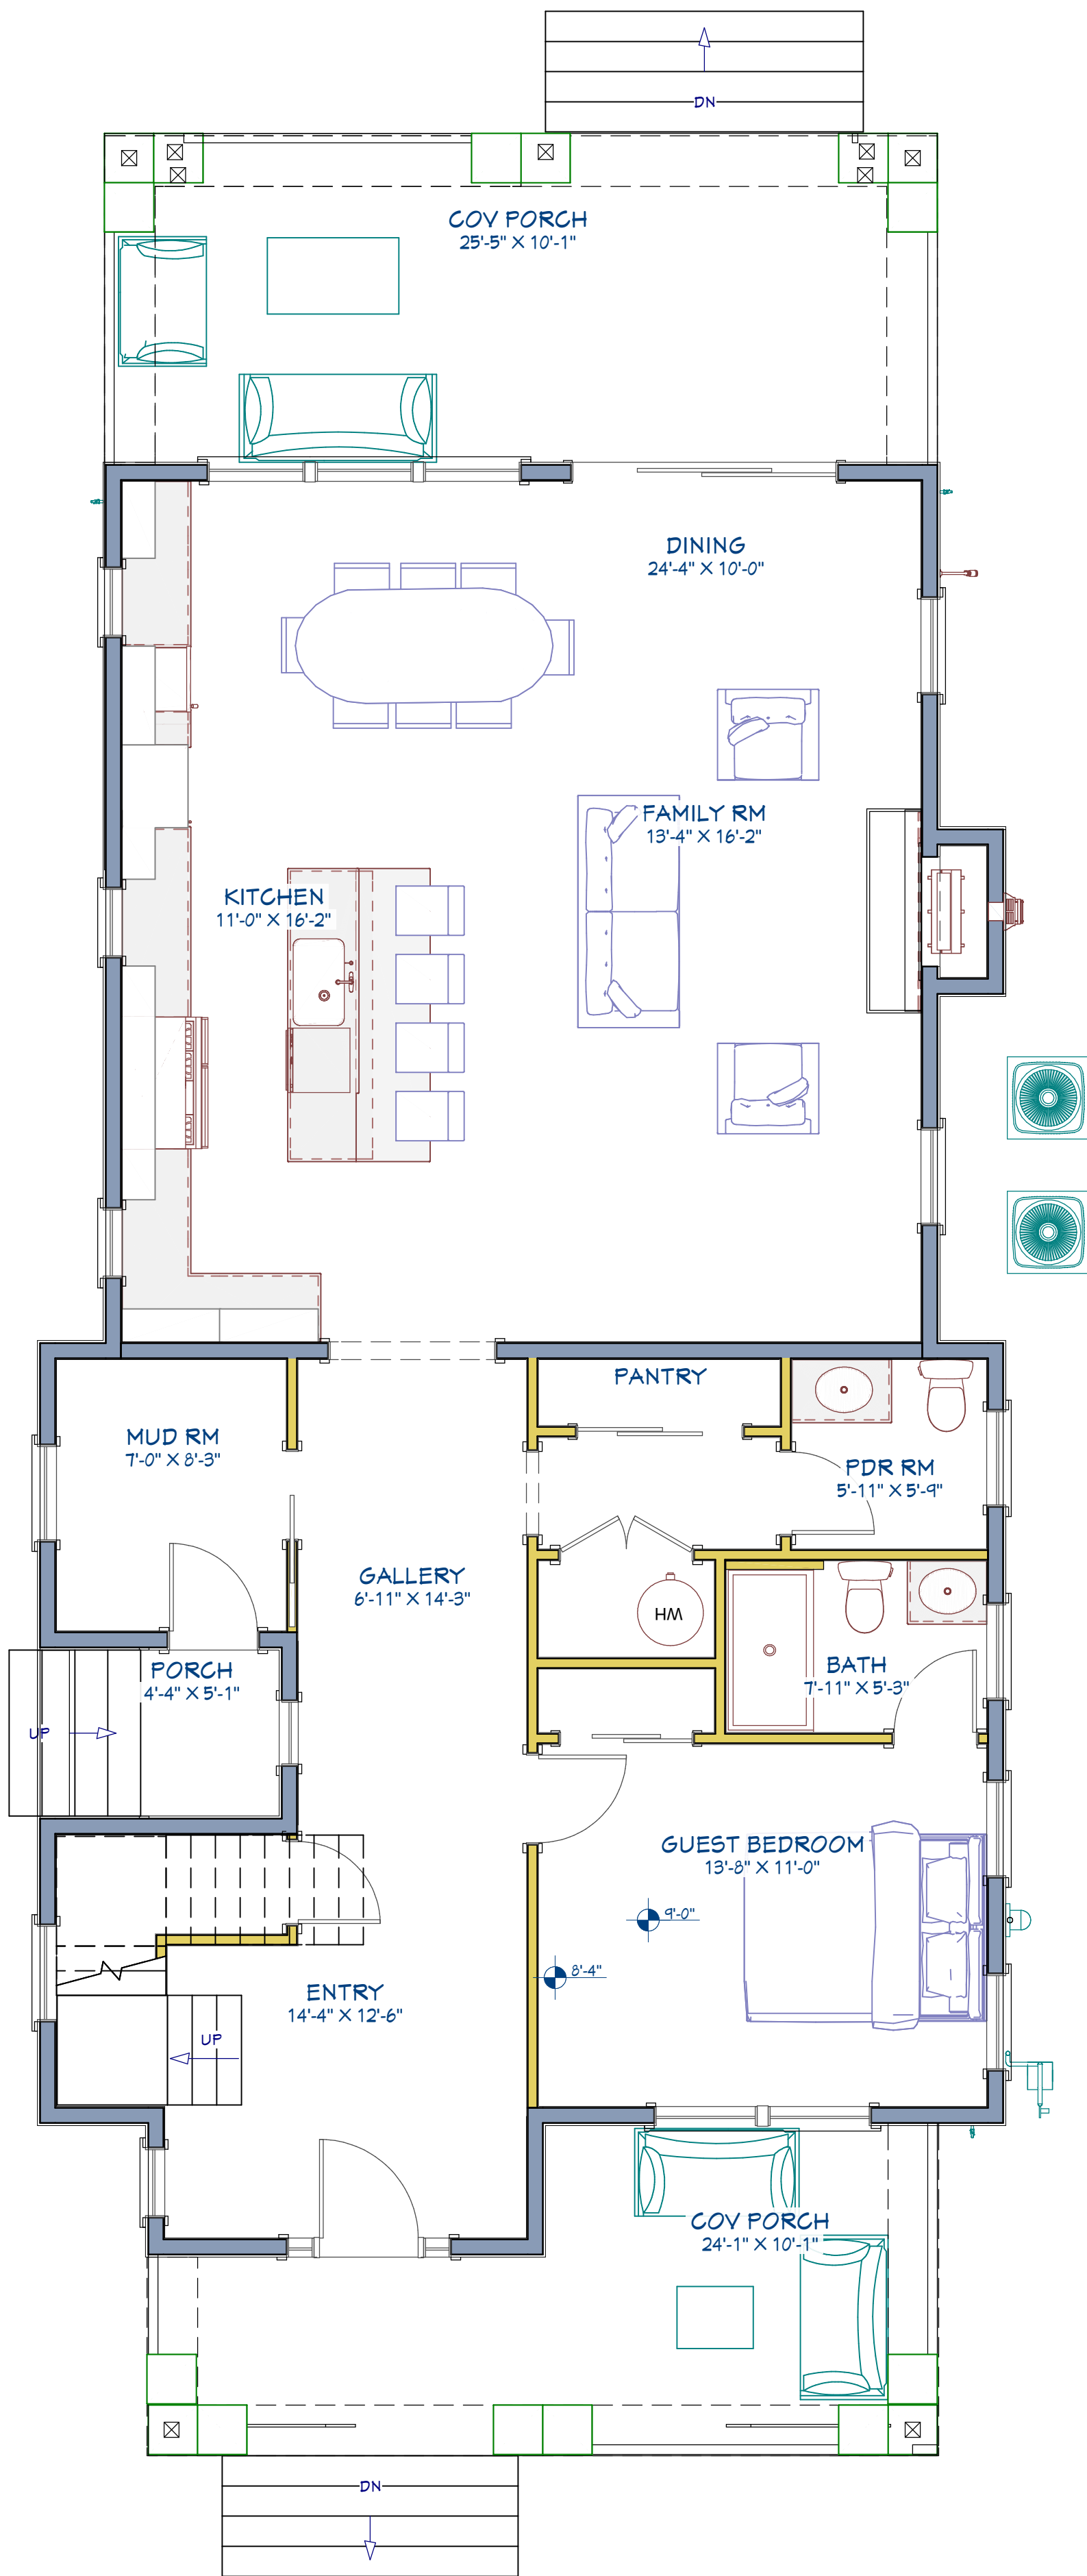 DN
COV PORCH
25'-5" X 10'-1"
DINING
24'-4" X 10'-0"
FAMILY RM
13'-4" X 16'-2"
KITCHEN
11'-0" X 16'-2"
PANTRY
MUD RM
7'-0" X 8'-3"
PDR RM
5'-11" X 5'-9"
GALLERY
6'-11" X 14'-3"
WH
PORCH
4'-4" X 5'-1"
BATH
7'-11" X 5'-3"
UP
GUEST BEDROOM
13'-8" X 11'-0"
9'-0"
8'-4"
ENTRY
14'-4" X 12'-6"
UP
COV PORCH
24'-1" X 10'-1"
DN